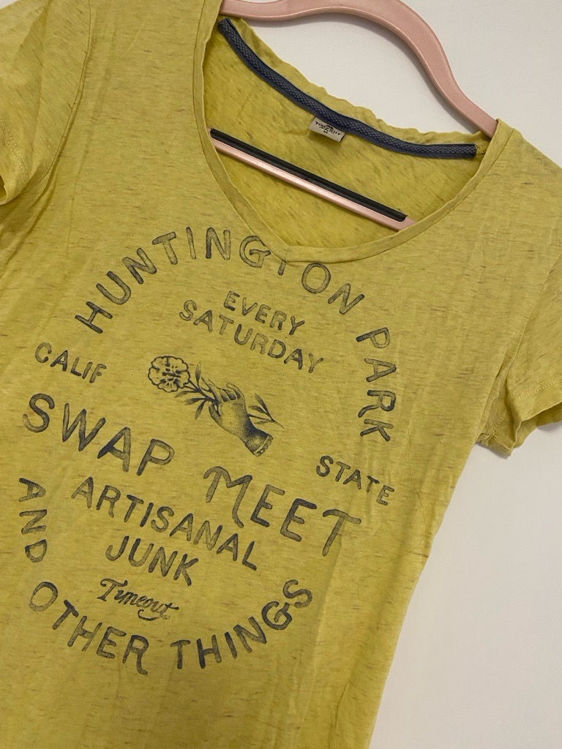 HUNTINGTON PARK
EVERY
SATURDAY
CALIF
STATE
SWAP MEET
ARTISANAL
JUNK
Timeout
AND OTHER THINGS